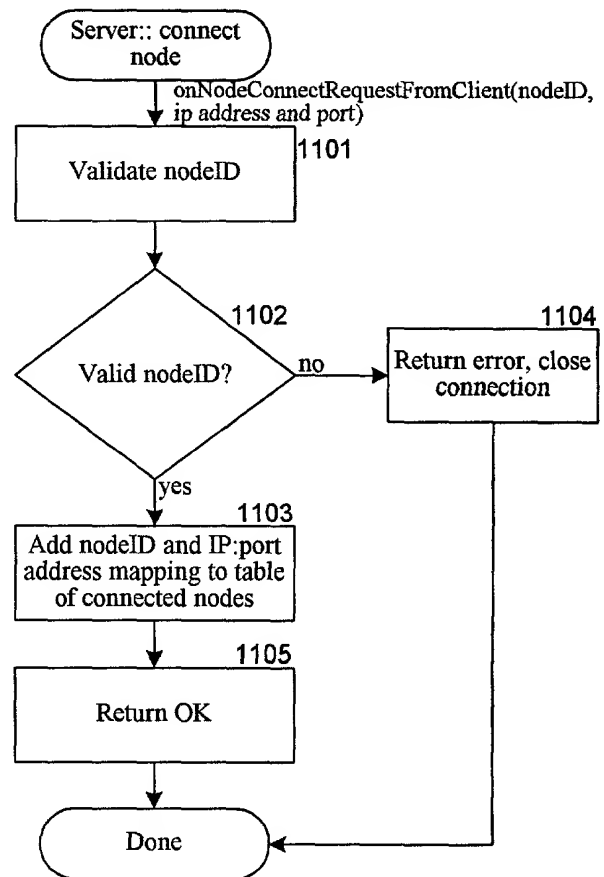 Server:: connect
node
onNodeConnectRequestFromClient(nodeID,
ip address and port)
1101
Validate nodeID
1102
Valid nodeID?
no
1104
Return error, close
connection
yes
1103
Add nodeID and IP:port
address mapping to table
of connected nodes
1105
Return OK
Done